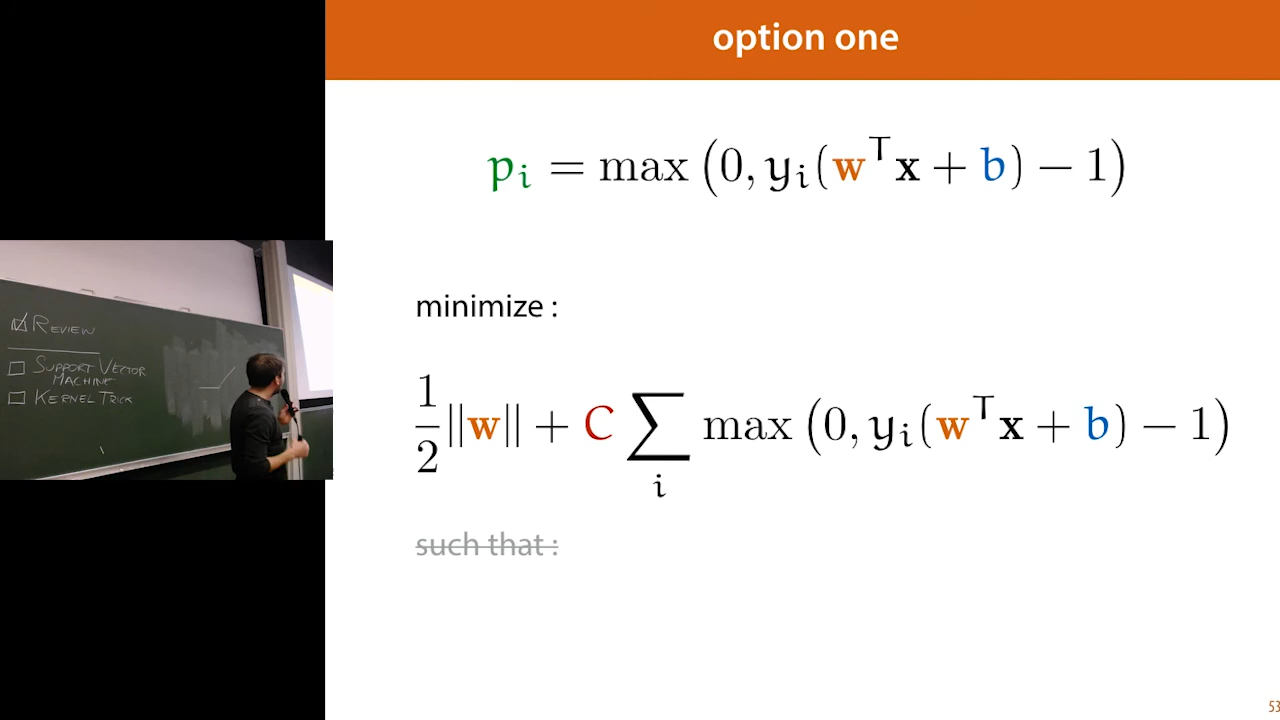 option one
pᵢ = max (0, yᵢ(wᵀx + b) − 1)
minimize :
1/2 ||w|| + C ∑ᵢ max (0, yᵢ(wᵀx + b) − 1)
such that :
53
REVIEW
SUPPORT VECTOR
MACHINE
KERNEL TRICK